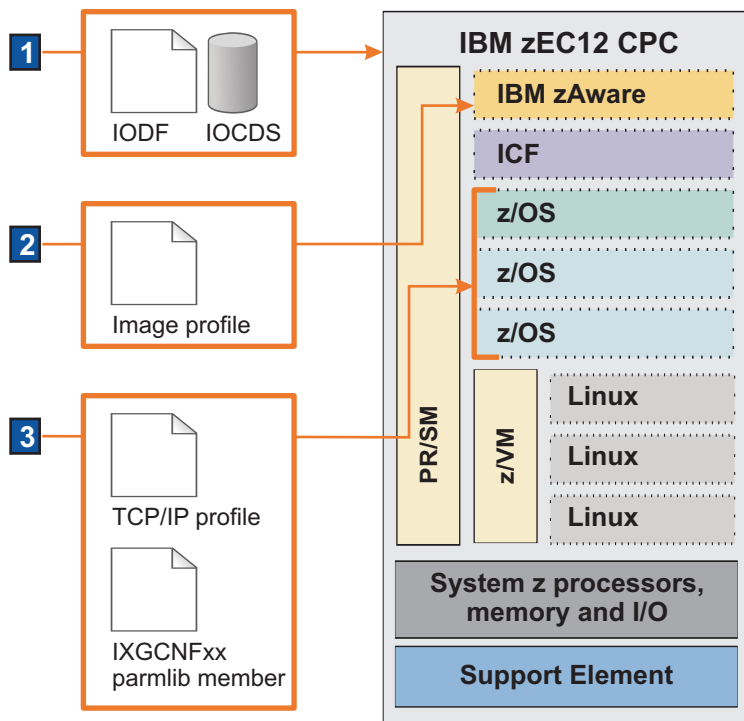 1
IODF
IOCDS
2
Image profile
3
TCP/IP profile
IXGCNFxx
parmlib member
IBM zEC12 CPC
PR/SM
IBM zAware
ICF
z/OS
z/OS
z/OS
z/VM
Linux
Linux
Linux
System z processors,
memory and I/O
Support Element